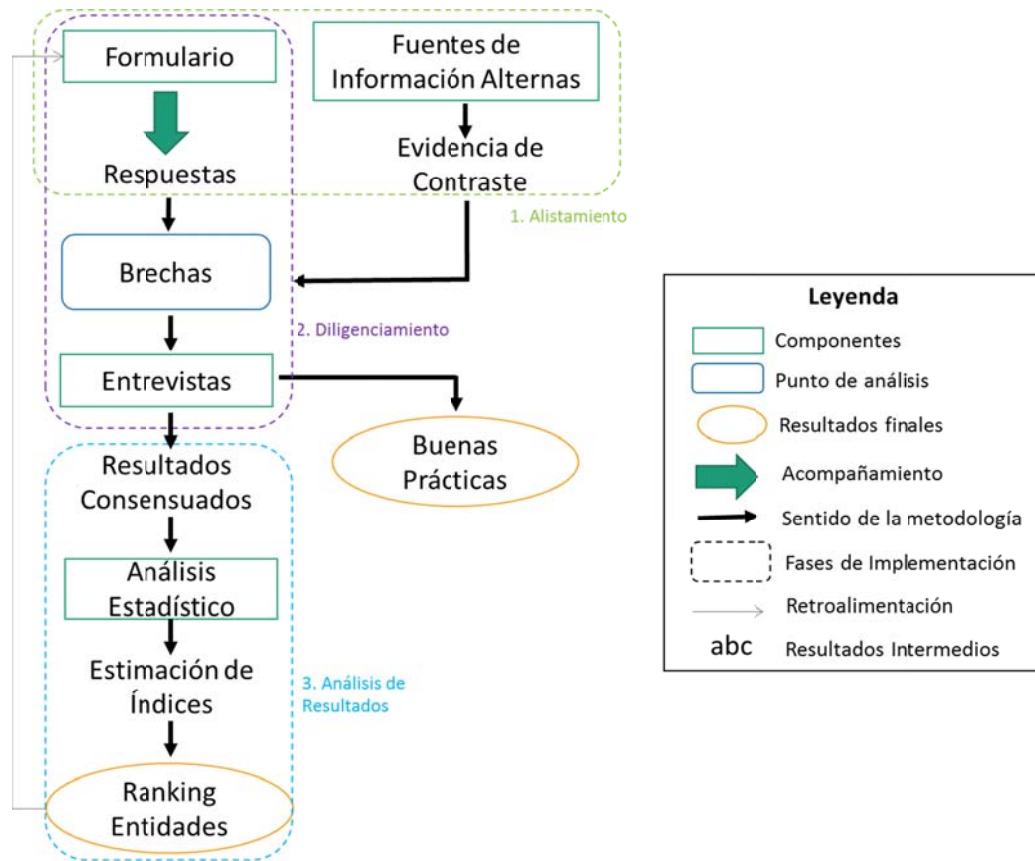 Formulario
Fuentes de
Información Alternas
Respuestas
Evidencia de
Contraste
1. Alistamiento
Brechas
2. Diligenciamiento
Entrevistas
Buenas
Prácticas
Resultados
Consensuados
Análisis
Estadístico
Estimación de
Índices
3. Análisis de
Resultados
Ranking
Entidades
Leyenda
Componentes
Punto de análisis
Resultados finales
Acompañamiento
Sentido de la metodología
Fases de Implementación
Retroalimentación
abc Resultados Intermedios